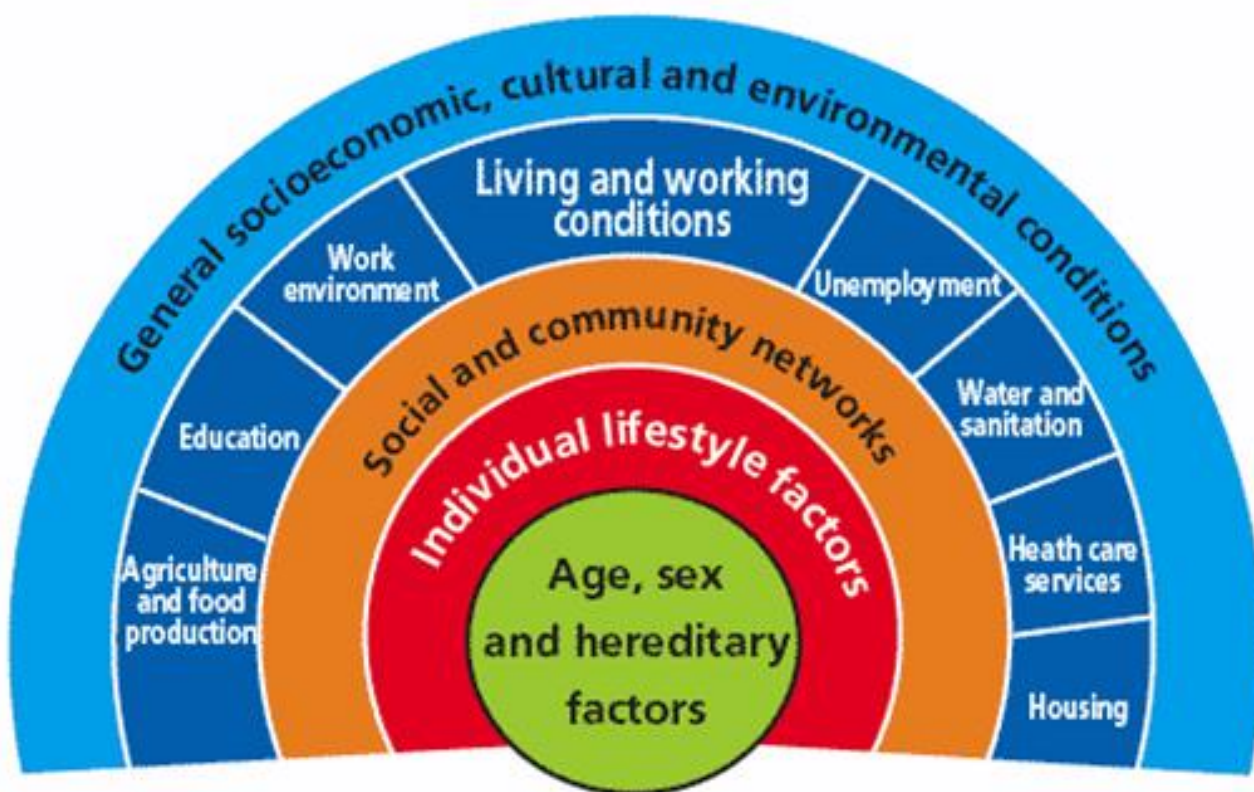 General socioeconomic, cultural and environmental conditions
Living and working
conditions
Work
environment
Unemployment
Education
Water and
sanitation
Agriculture
and food
production
Heath care
services
Housing
Social and community networks
Individual lifestyle factors
Age, sex
and hereditary
factors